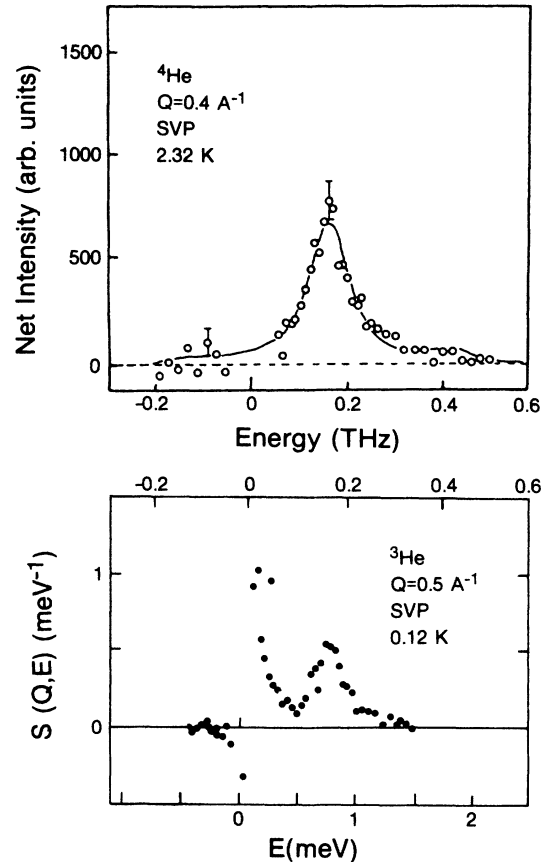 1500
1000
500
0
Net Intensity (arb. units)
⁴He
Q=0.4 A⁻¹
SVP
2.32 K
-0.2 0 0.2 0.4 0.6
Energy (THz)
-0.2 0 0.2 0.4 0.6
1
0
S (Q,E) (meV⁻¹)
³He
Q=0.5 A⁻¹
SVP
0.12 K
0 1 2
E(meV)